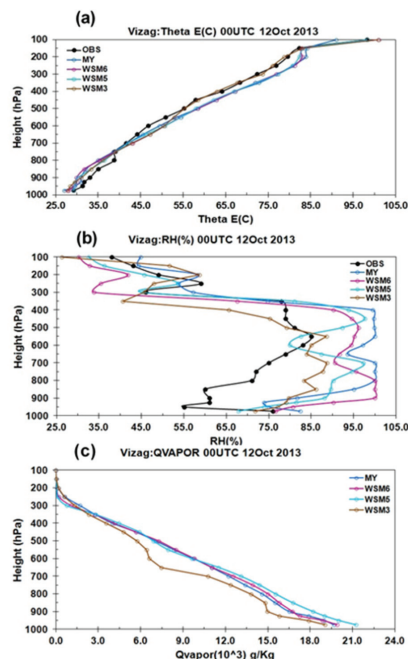 (a)
Vizag:Theta E(C) 00UTC 12Oct 2013
Height (hPa)
100
200
300
400
500
600
700
800
900
1000
OBS
MY
WSM6
WSM5
WSM3
25.0 35.0 45.0 55.0 65.0 75.0 85.0 95.0 105.0
Theta E(C)
(b)
Vizag:RH(%) 00UTC 12Oct 2013
Height (hPa)
100
200
300
400
500
600
700
800
900
1000
OBS
MY
WSM6
WSM5
WSM3
25.0 35.0 45.0 55.0 65.0 75.0 85.0 95.0 105.0
RH(%)
(c)
Vizag:QVAPOR 00UTC 12Oct 2013
Height (hPa)
100
200
300
400
500
600
700
800
900
1000
MY
WSM6
WSM5
WSM3
0.0 3.0 6.0 9.0 12.0 15.0 18.0 21.0 24.0
Qvapor(10^3) g/Kg